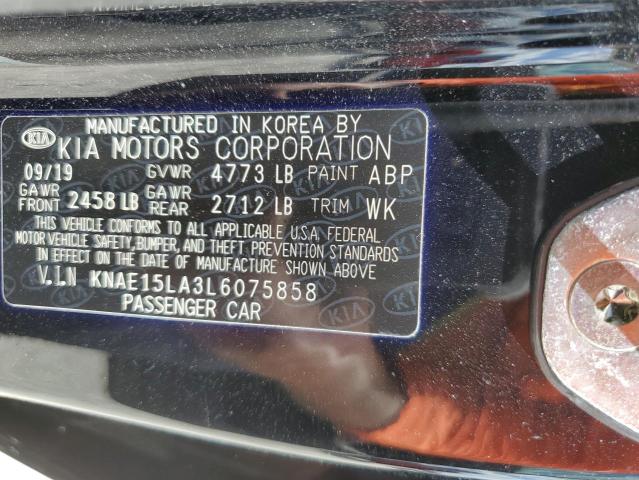 MANUFACTURED IN KOREA BY
KIA KIA MOTORS CORPORATION
09/19 GVWR 4773 LB PAINT ABP
GAWR FRONT 2458 LB GAWR REAR 2712 LB TRIM WK
THIS VEHICLE CONFORMS TO ALL APPLICABLE U.S.A. FEDERAL
MOTOR VEHICLE SAFETY, BUMPER, AND THEFT PREVENTION STANDARDS
IN EFFECT ON THE DATE OF MANUFACTURE SHOWN ABOVE
V.I.N KNAE15LA3L6075858
PASSENGER CAR